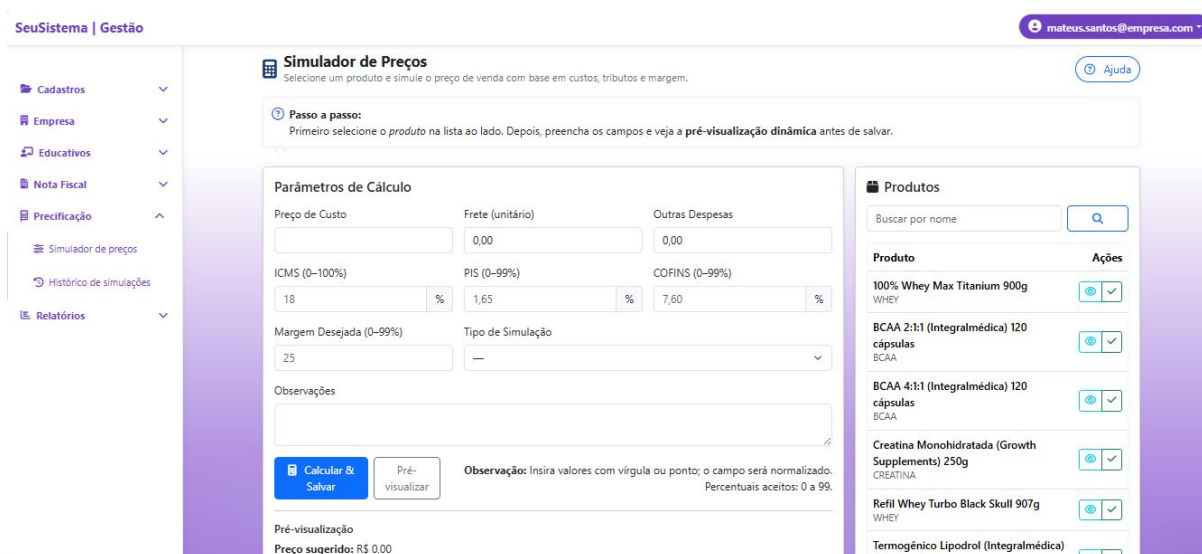 SeuSistema | Gestão
mateus.santos@empresa.com
Cadastros
Empresa
Educativos
Nota Fiscal
Precificação
Simulador de preços
Histórico de simulações
Relatórios
Simulador de Preços
Selecione um produto e simule o preço de venda com base em custos, tributos e margem.
Ajuda
Passo a passo:
Primeiro selecione o produto na lista ao lado. Depois, preencha os campos e veja a pré-visualização dinâmica antes de salvar.
Parâmetros de Cálculo
Preço de Custo Frete (unitário) Outras Despesas
0,00 0,00
ICMS (0–100%) PIS (0–99%) COFINS (0–99%)
18 % 1,65 % 7,60 %
Margem Desejada (0–99%) Tipo de Simulação
25 —
Observações
Calcular &
Salvar
Pré-
visualizar
Observação: Insira valores com vírgula ou ponto; o campo será normalizado.
Percentuais aceitos: 0 a 99.
Pré-visualização
Preço sugerido: R$ 0,00
Produtos
Buscar por nome
Produto Ações
100% Whey Max Titanium 900g
WHEY
BCAA 2:1:1 (Integralmédica) 120
cápsulas
BCAA
BCAA 4:1:1 (Integralmédica) 120
cápsulas
BCAA
Creatina Monohidratada (Growth
Supplements) 250g
CREATINA
Refil Whey Turbo Black Skull 907g
WHEY
Termogênico Lipodrol (Integralmédica)